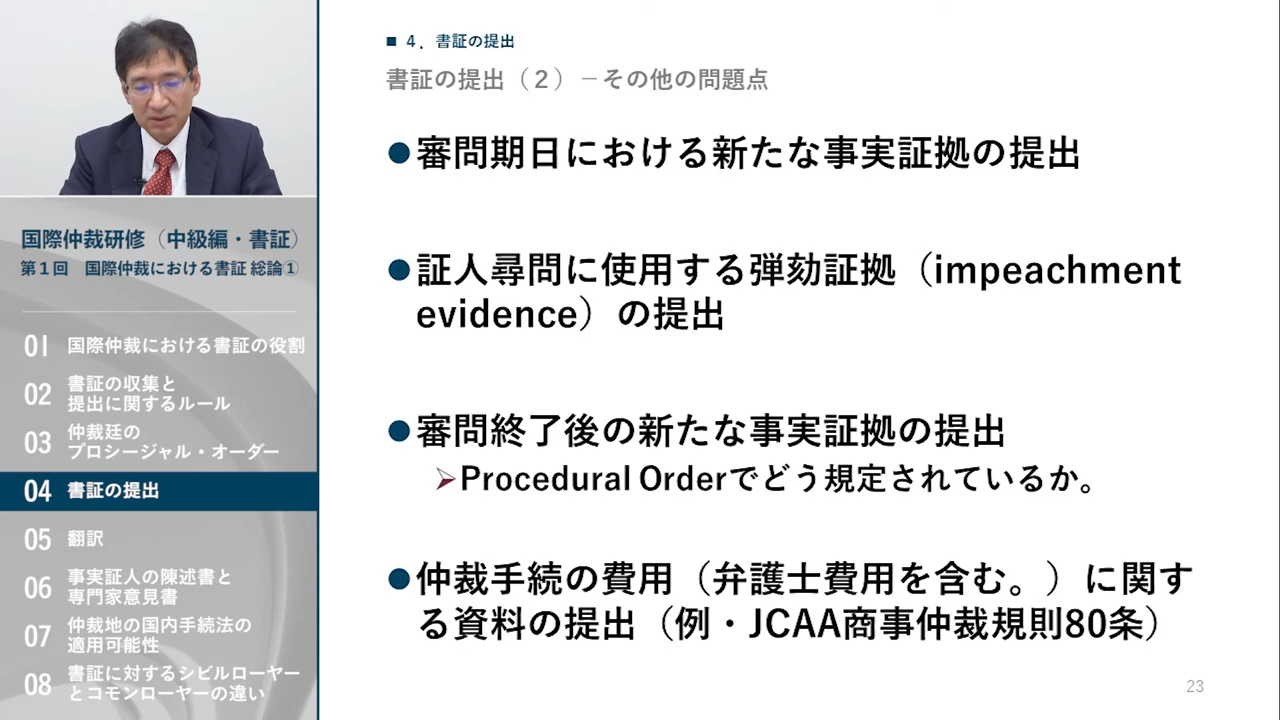 国際仲裁研修（中級編・書証）
第1回　国際仲裁における書証 総論①
01 国際仲裁における書証の役割
02 書証の収集と
提出に関するルール
03 仲裁廷の
プロシージャル・オーダー
04 書証の提出
05 翻訳
06 事実証人の陳述書と
専門家意見書
07 仲裁地の国内手続法の
適用可能性
08 書証に対するシビルローヤー
とコモンローヤーの違い
■ 4．書証の提出
書証の提出（2）－その他の問題点
●審問期日における新たな事実証拠の提出
●証人尋問に使用する弾劾証拠（impeachment
evidence）の提出
●審問終了後の新たな事実証拠の提出
➢Procedural Orderでどう規定されているか。
●仲裁手続の費用（弁護士費用を含む。）に関す
る資料の提出（例・JCAA商事仲裁規則80条）
23